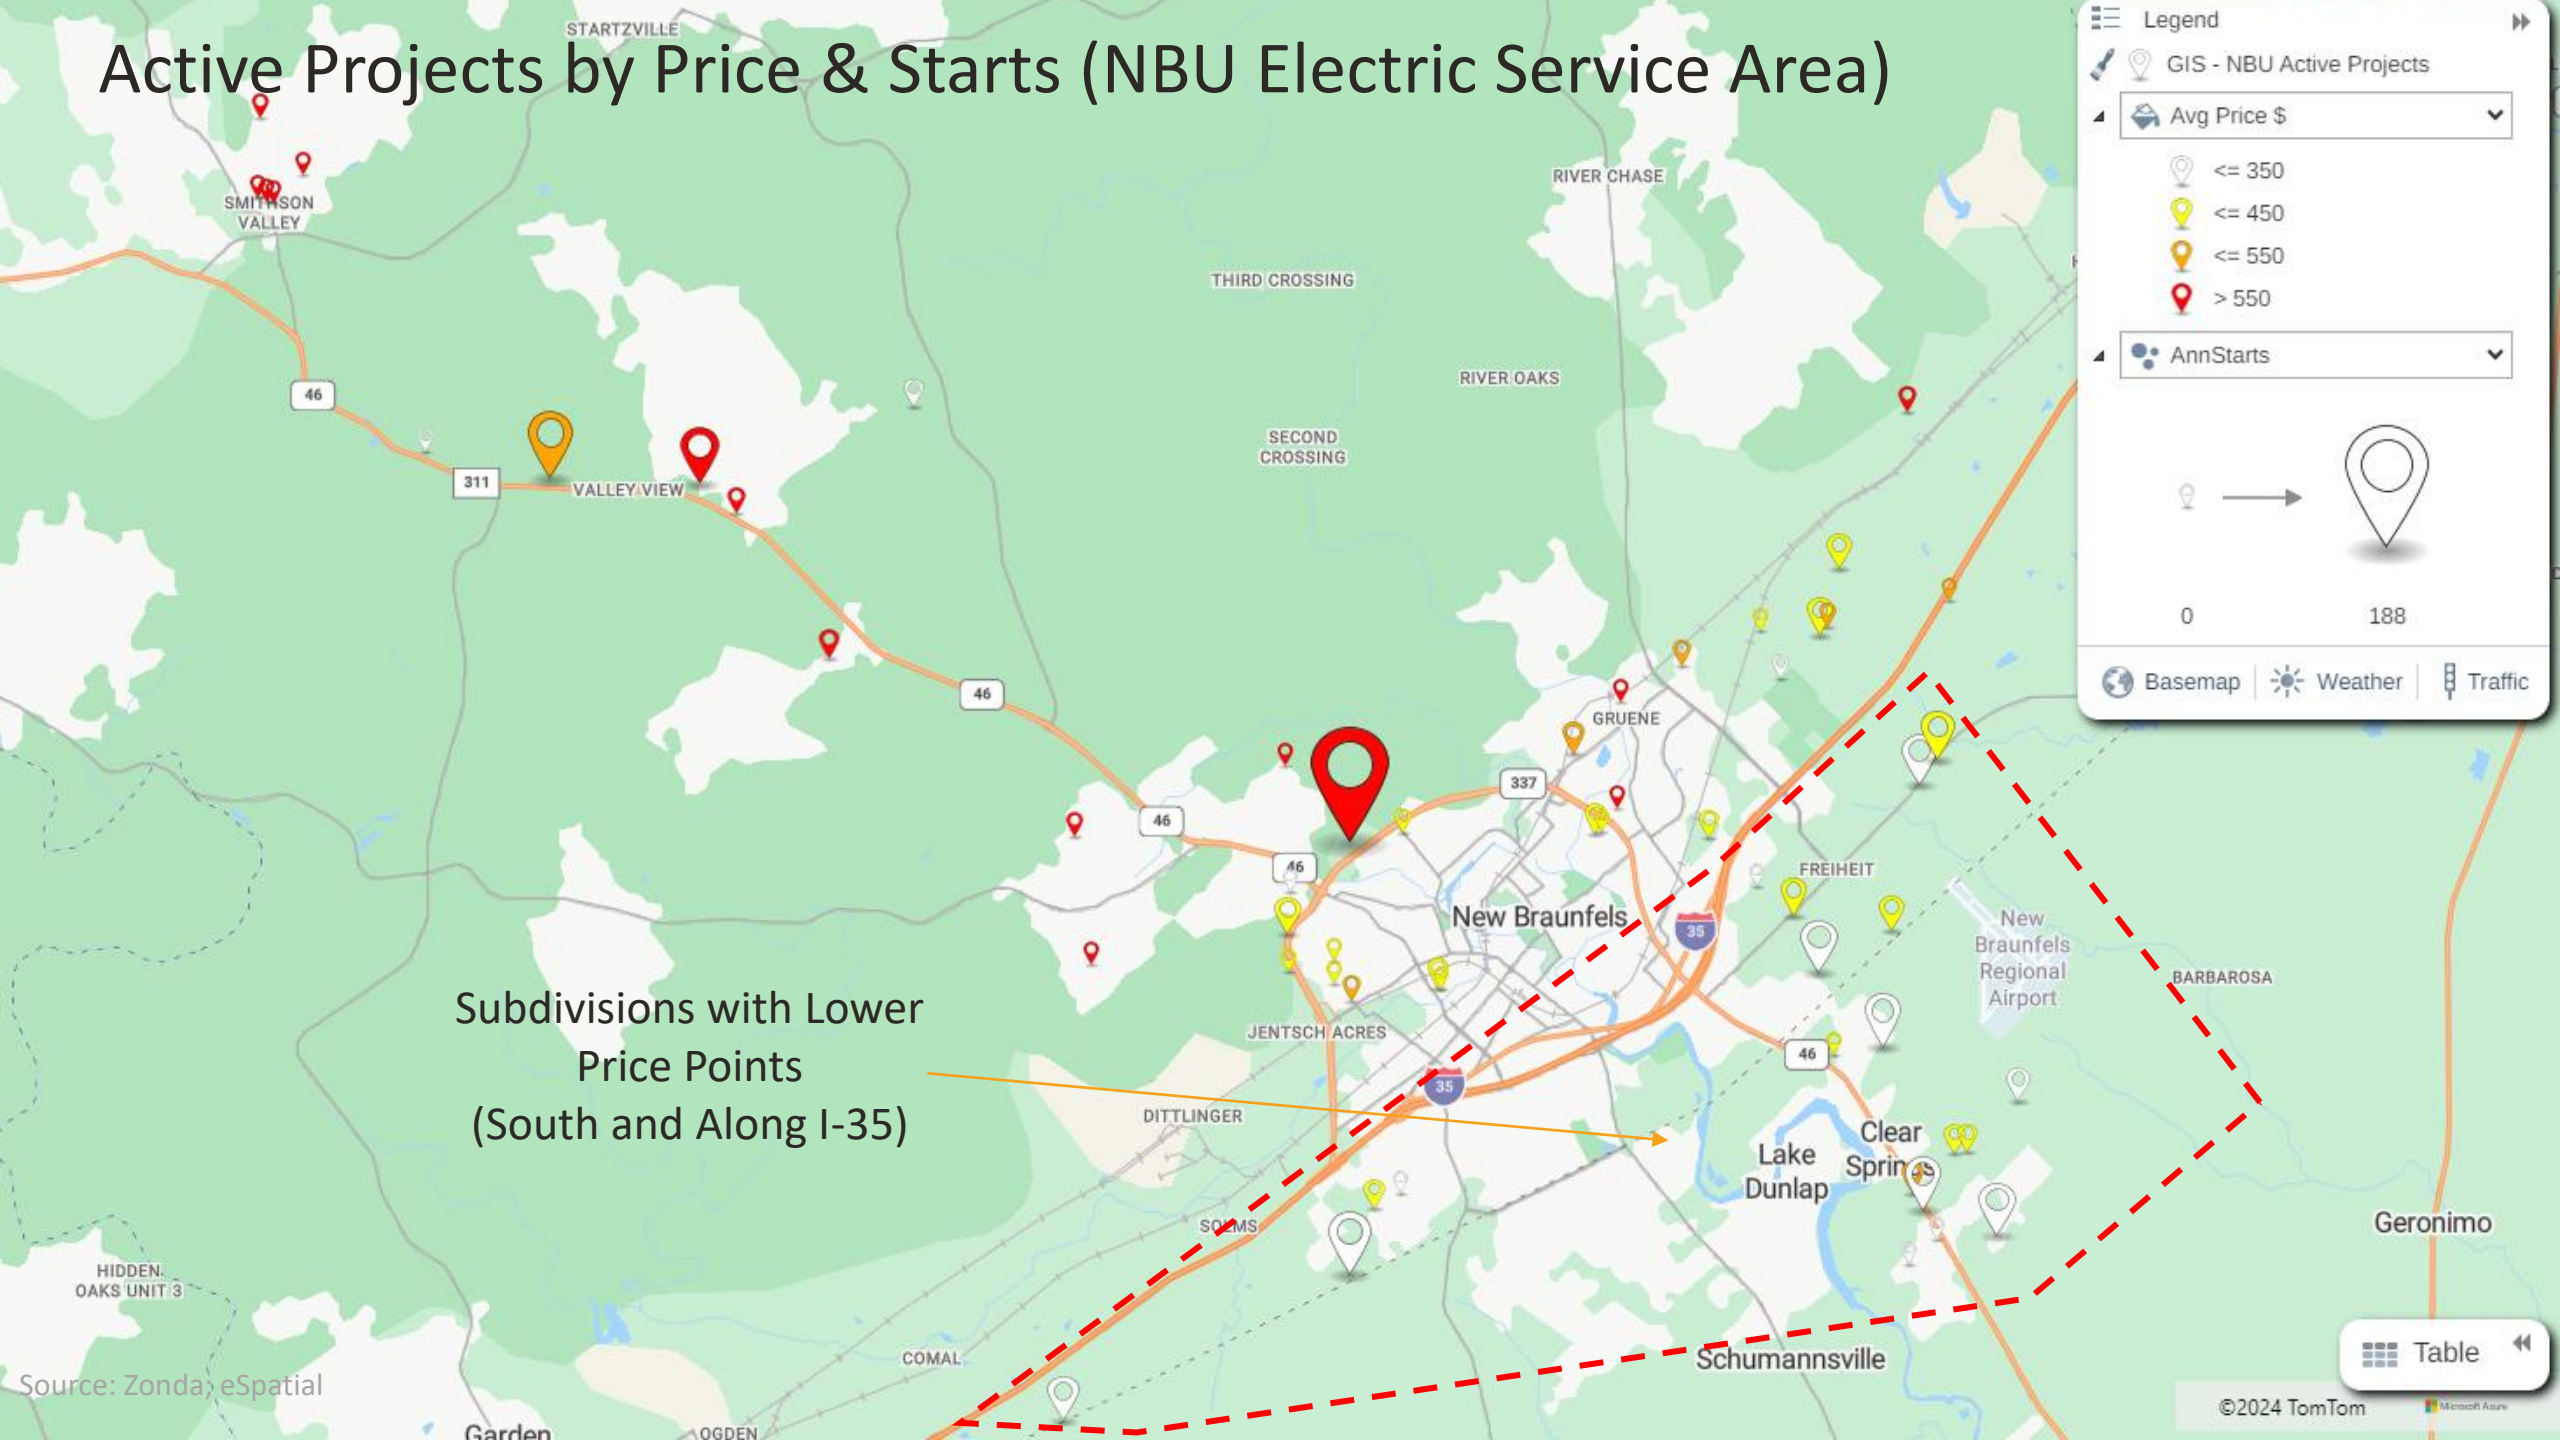 Active Projects by Price & Starts (NBU Electric Service Area)
STARTZVILLE
SMITHSON
VALLEY
RIVER CHASE
THIRD CROSSING
RIVER OAKS
SECOND
CROSSING
46
311
VALLEY VIEW
46
46
46
337
GRUENE
New Braunfels
35
FREIHEIT
New
Braunfels
Regional
Airport
BARBAROSA
Subdivisions with Lower
Price Points
(South and Along I-35)
JENTSCH ACRES
DITTLINGER
35
46
Clear
Springs
Lake
Dunlap
SOLMS
Geronimo
HIDDEN
OAKS UNIT 3
COMAL
Schumannsville
OGDEN
Garden
Source: Zonda, eSpatial
Legend
GIS - NBU Active Projects
Avg Price $
<= 350
<= 450
<= 550
> 550
AnnStarts
0
188
Basemap
Weather
Traffic
Table
©2024 TomTom
Microsoft Azure